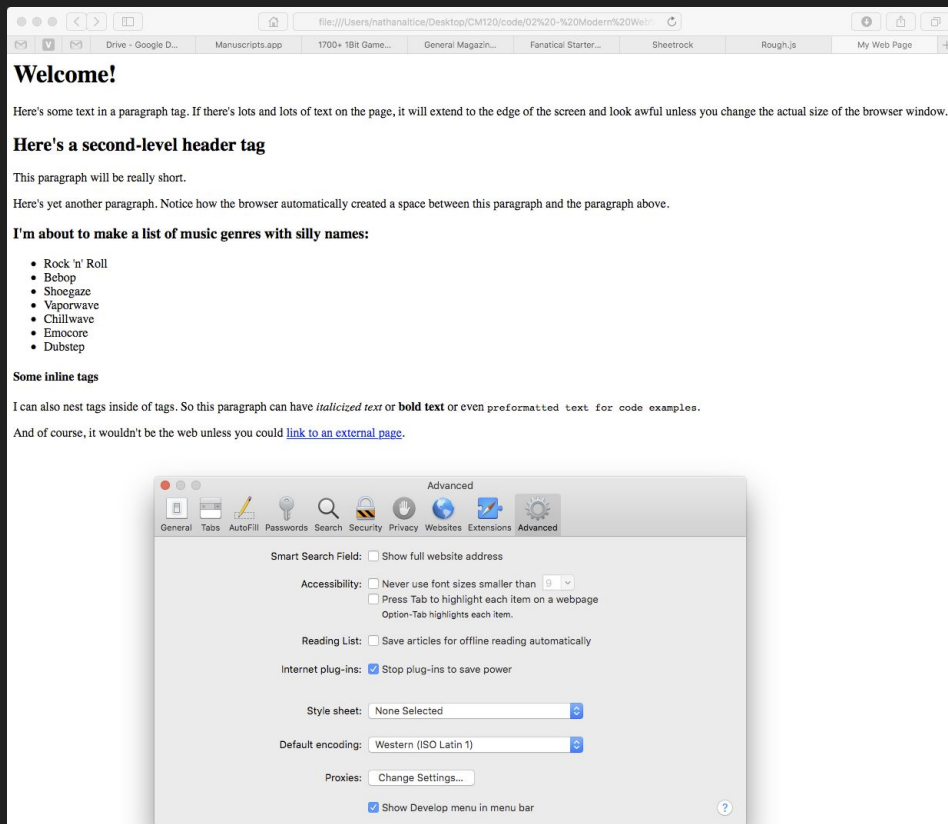 file:///Users/nathanaltice/Desktop/CM120/code/02%20-%20Modern%20Web
V
Drive - Google D...
Manuscripts.app
1700+ 1Bit Game...
General Magazin...
Fanatical Starter...
Sheetrock
Rough.js
My Web Page
Welcome!
Here's some text in a paragraph tag. If there's lots and lots of text on the page, it will extend to the edge of the screen and look awful unless you change the actual size of the browser window.
Here's a second-level header tag
This paragraph will be really short.
Here's yet another paragraph. Notice how the browser automatically created a space between this paragraph and the paragraph above.
I'm about to make a list of music genres with silly names:
• Rock 'n' Roll
• Bebop
• Shoegaze
• Vaporwave
• Chillwave
• Emocore
• Dubstep
Some inline tags
I can also nest tags inside of tags. So this paragraph can have italicized text or bold text or even preformatted text for code examples.
And of course, it wouldn't be the web unless you could link to an external page.
Advanced
General Tabs AutoFill Passwords Search Security Privacy Websites Extensions Advanced
Smart Search Field: Show full website address
Accessibility: Never use font sizes smaller than 9
Press Tab to highlight each item on a webpage
Option-Tab highlights each item.
Reading List: Save articles for offline reading automatically
Internet plug-ins: Stop plug-ins to save power
Style sheet: None Selected
Default encoding: Western (ISO Latin 1)
Proxies: Change Settings...
Show Develop menu in menu bar
?